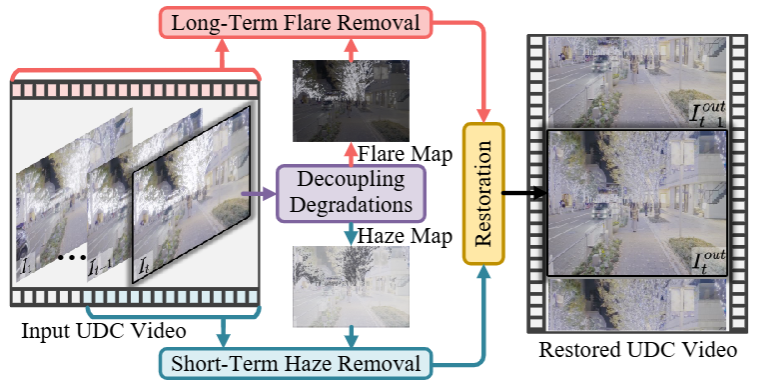 Long-Term Flare Removal
Flare Map
Decoupling
Degradations
Haze Map
Restoration
I_1
...
I_{t-1}
I_t
Input UDC Video
Short-Term Haze Removal
I_{t-1}^{out}
I_t^{out}
Restored UDC Video